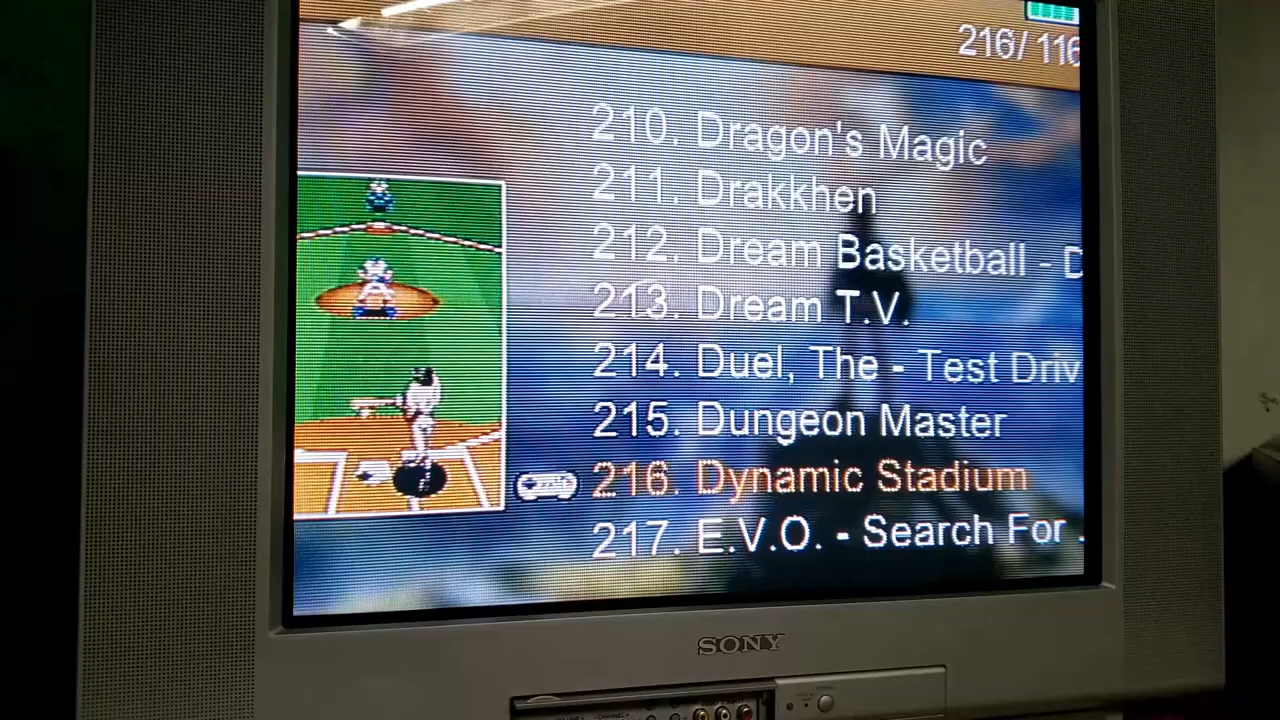 216/116
210. Dragon's Magic
211. Drakkhen
212. Dream Basketball - D
213. Dream T.V.
214. Duel, The - Test Driv
215. Dungeon Master
216. Dynamic Stadium
217. E.V.O. - Search For .
SONY